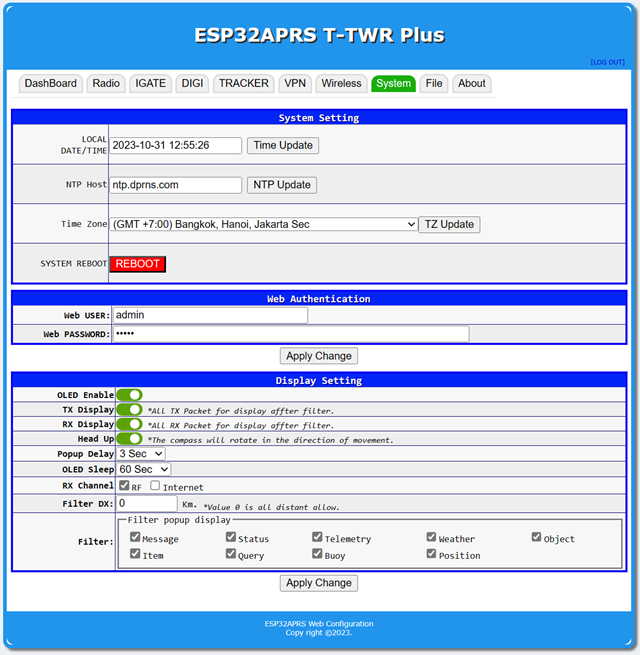 ESP32APRS T-TWR Plus
[LOG OUT]
DashBoard Radio IGATE DIGI TRACKER VPN Wireless System File About
System Setting
LOCAL DATE/TIME 2023-10-31 12:55:26 Time Update
NTP Host ntp.dprns.com NTP Update
Time Zone (GMT +7:00) Bangkok, Hanoi, Jakarta Sec TZ Update
SYSTEM REBOOT REBOOT
Web Authentication
Web USER: admin
Web PASSWORD: •••••
Apply Change
Display Setting
OLED Enable
TX Display *All TX Packet for display affter filter.
RX Display *All RX Packet for display affter filter.
Head Up *The compass will rotate in the direction of movement.
Popup Delay 3 Sec
OLED Sleep 60 Sec
RX Channel RF Internet
Filter DX: 0 Km. *Value 0 is all distant allow.
Filter popup display
Filter: Message Status Telemetry Weather Object
Item Query Buoy Position
Apply Change
ESP32APRS Web Configuration
Copy right ©2023.